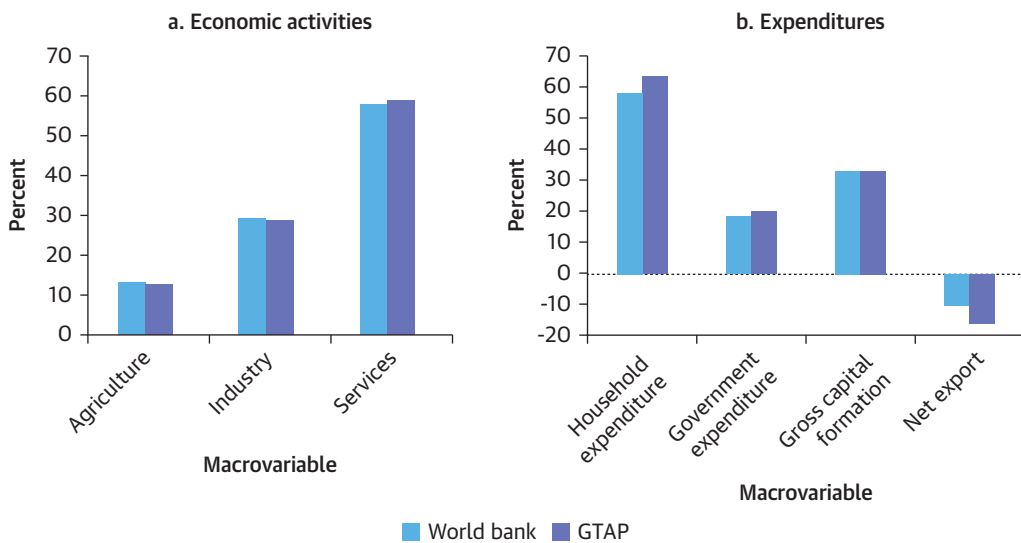 a. Economic activities
70
60
50
40
30
20
10
0
Percent
Agriculture
Industry
Services
Macrovariable
b. Expenditures
70
60
50
40
30
20
10
0
-10
-20
Percent
Household
expenditure
Government
expenditure
Gross capital
formation
Net export
Macrovariable
World bank
GTAP